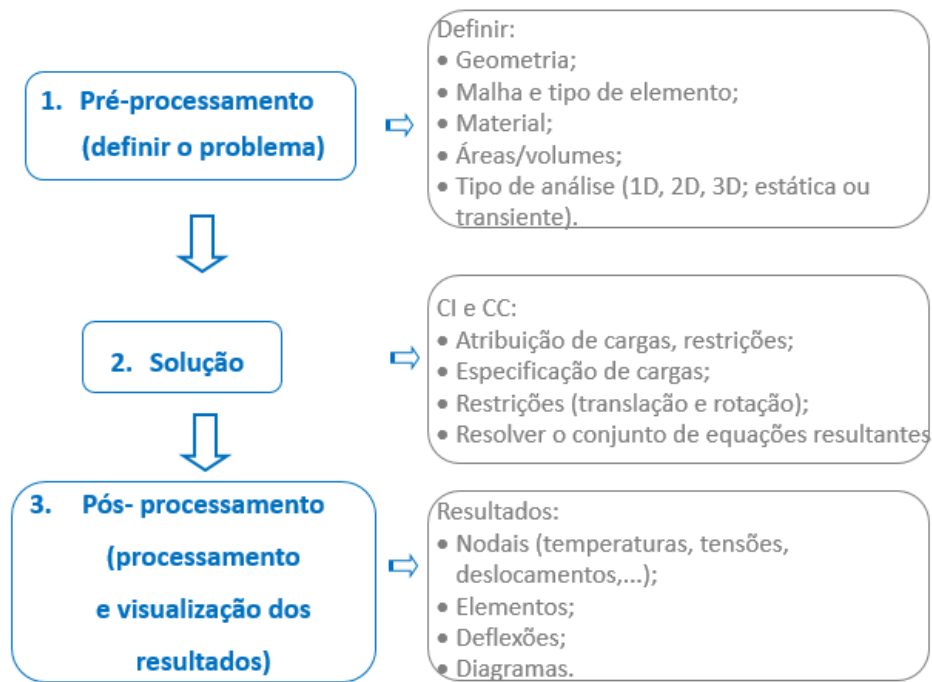 1. Pré-processamento
(definir o problema)
Definir:
• Geometria;
• Malha e tipo de elemento;
• Material;
• Áreas/volumes;
• Tipo de análise (1D, 2D, 3D; estática ou
transiente).
2. Solução
CI e CC:
• Atribuição de cargas, restrições;
• Especificação de cargas;
• Restrições (translação e rotação);
• Resolver o conjunto de equações resultantes
3. Pós- processamento
(processamento
e visualização dos
resultados)
Resultados:
• Nodais (temperaturas, tensões,
deslocamentos,...);
• Elementos;
• Deflexões;
• Diagramas.